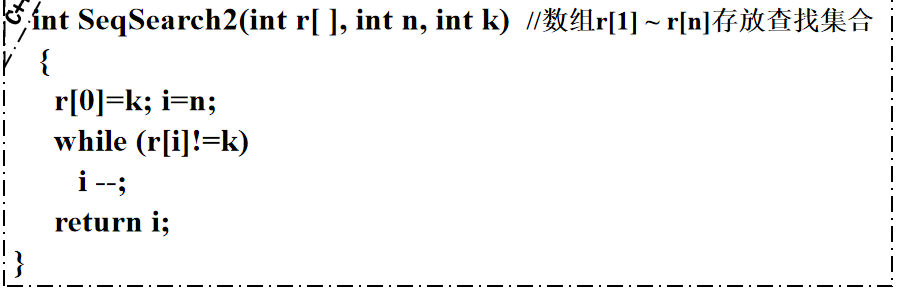 int SeqSearch2(int r[ ], int n, int k) //数组r[1] ~ r[n]存放查找集合
{
r[0]=k; i=n;
while (r[i]!=k)
i --;
return i;
}